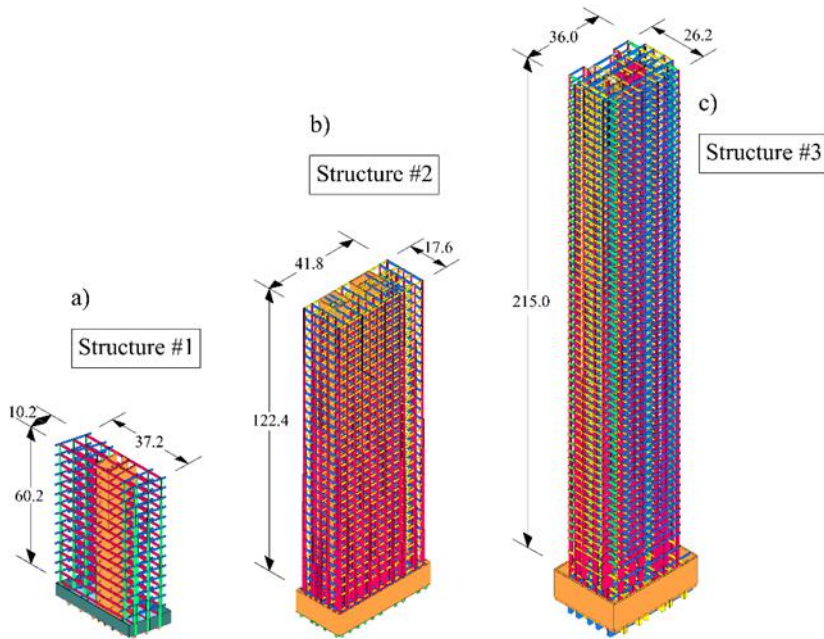 a)
Structure #1
10.2
37.2
60.2
b)
Structure #2
41.8
17.6
122.4
c)
Structure #3
36.0
26.2
215.0